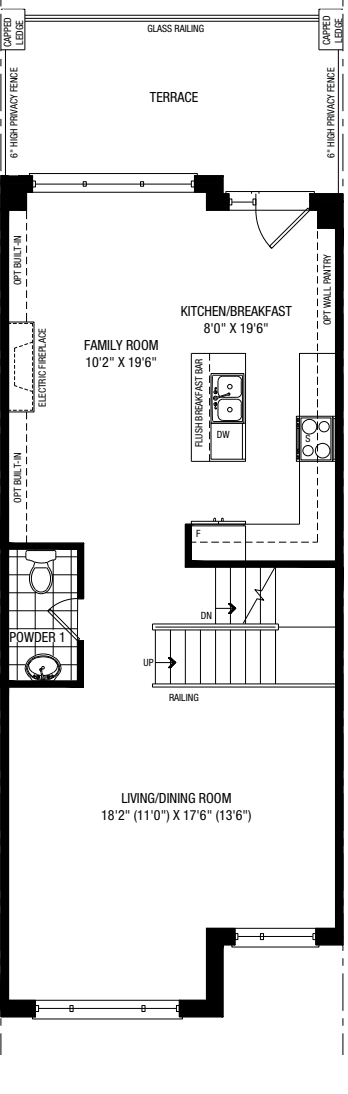 CAPPED
LEDGE
GLASS RAILING
CAPPED
LEDGE
6" HIGH PRIVACY FENCE
TERRACE
6" HIGH PRIVACY FENCE
OPT BUILT-IN
OPT WALL PANTRY
KITCHEN/BREAKFAST
8'0" X 19'6"
FAMILY ROOM
10'2" X 19'6"
ELECTRIC FIREPLACE
FLUSH BREAKFAST BAR
DW
S
OPT BUILT-IN
F
DN
POWDER 1
UP
RAILING
LIVING/DINING ROOM
18'2" (11'0") X 17'6" (13'6")